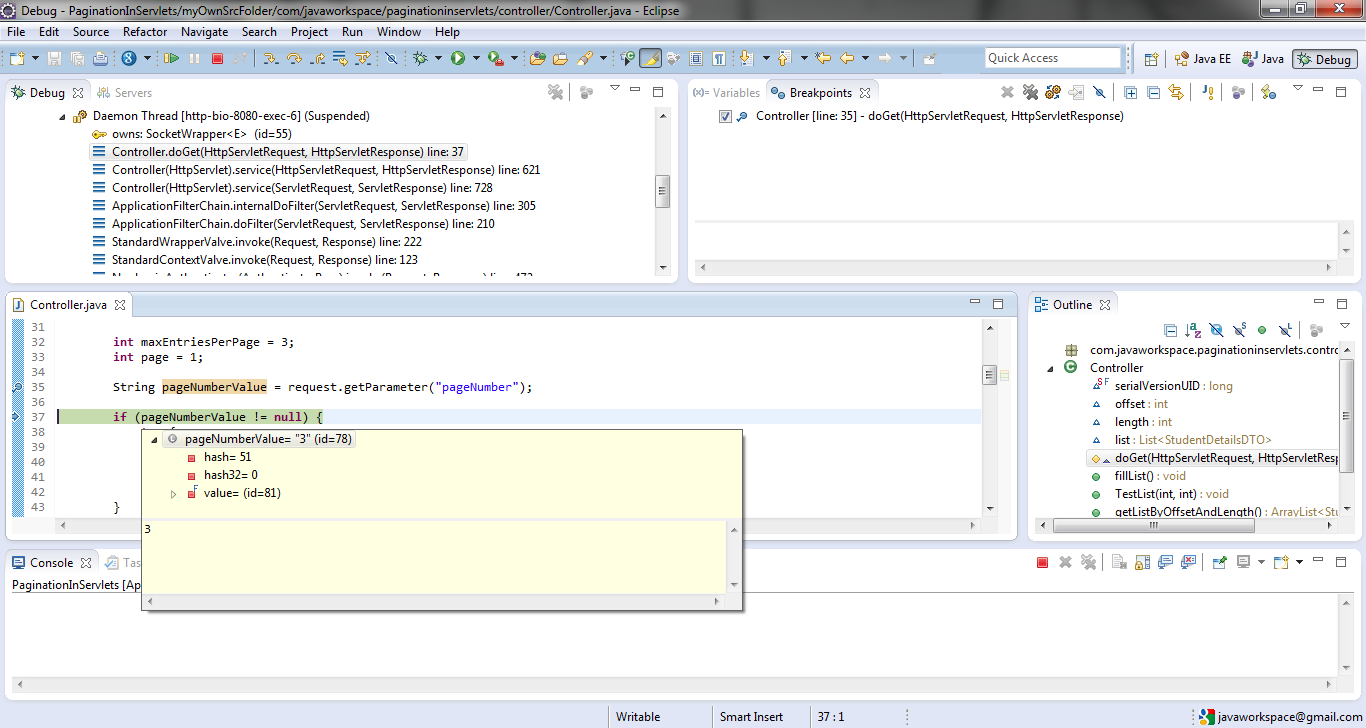 Debug - PaginationInServlets/myOwnSrcFolder/com/javaworkspace/paginationinservlets/controller/Controller.java - Eclipse
File Edit Source Refactor Navigate Search Project Run Window Help
Quick Access
Java EE
Java
Debug
Debug
Servers
Daemon Thread [http-bio-8080-exec-6] (Suspended)
owns: SocketWrapper<E> (id=55)
Controller.doGet(HttpServletRequest, HttpServletResponse) line: 37
Controller(HttpServlet).service(HttpServletRequest, HttpServletResponse) line: 621
Controller(HttpServlet).service(ServletRequest, ServletResponse) line: 728
ApplicationFilterChain.internalDoFilter(ServletRequest, ServletResponse) line: 305
ApplicationFilterChain.doFilter(ServletRequest, ServletResponse) line: 210
StandardWrapperValve.invoke(Request, Response) line: 222
StandardContextValve.invoke(Request, Response) line: 123
(x)= Variables
Breakpoints
Controller [line: 35] - doGet(HttpServletRequest, HttpServletResponse)
Controller.java
31
32 int maxEntriesPerPage = 3;
33 int page = 1;
34
35 String pageNumberValue = request.getParameter("pageNumber");
36
37 if (pageNumberValue != null) {
38
39
40
41
42
43 }
pageNumberValue= "3" (id=78)
hash= 51
hash32= 0
value= (id=81)
3
Outline
com.javaworkspace.paginationinservlets.contro
Controller
serialVersionUID : long
offset : int
length : int
list : List<StudentDetailsDTO>
doGet(HttpServletRequest, HttpServletResp
fillList() : void
TestList(int, int) : void
getListByOffsetAndLength() : ArrayList<Stu
Console
Tas
PaginationInServlets [Ap
Writable
Smart Insert
37 : 1
javaworkspace@gmail.com